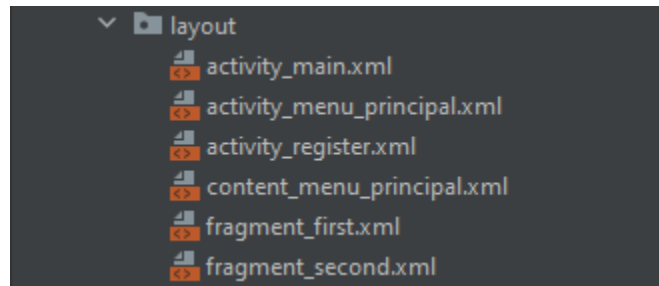 layout
activity_main.xml
activity_menu_principal.xml
activity_register.xml
content_menu_principal.xml
fragment_first.xml
fragment_second.xml